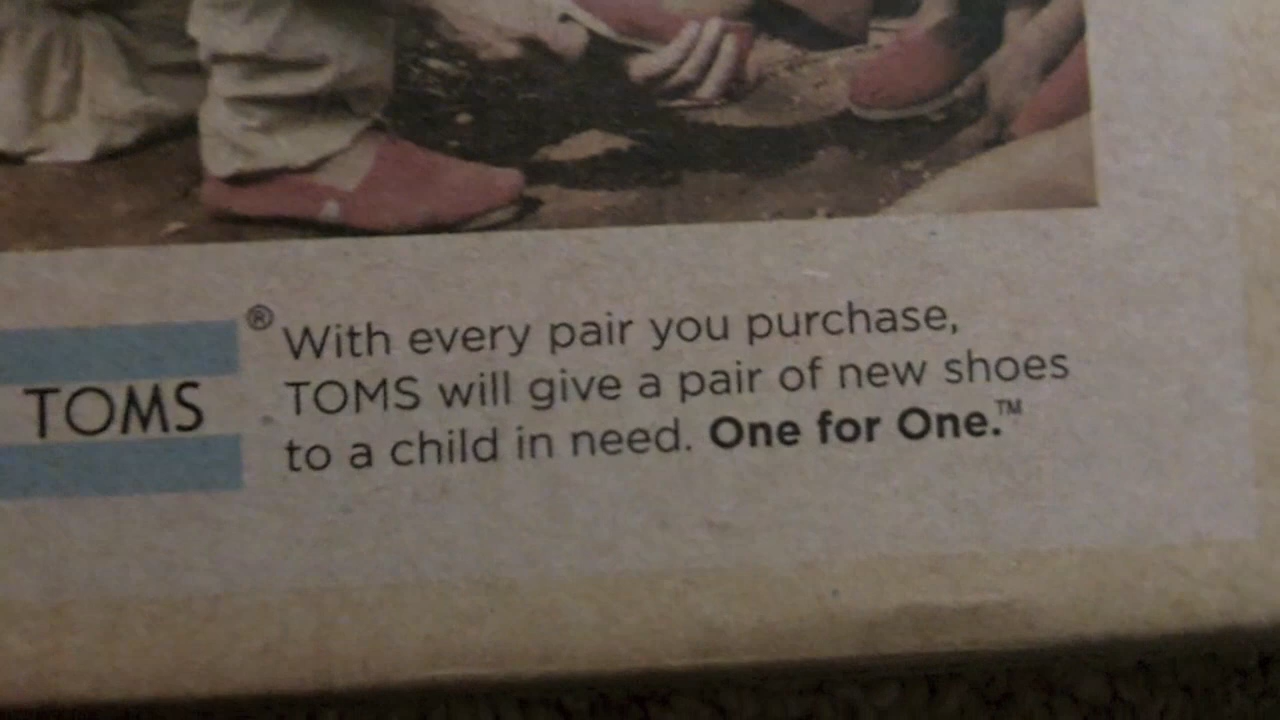 TOMS
®
With every pair you purchase,
TOMS will give a pair of new shoes
to a child in need. One for One.™